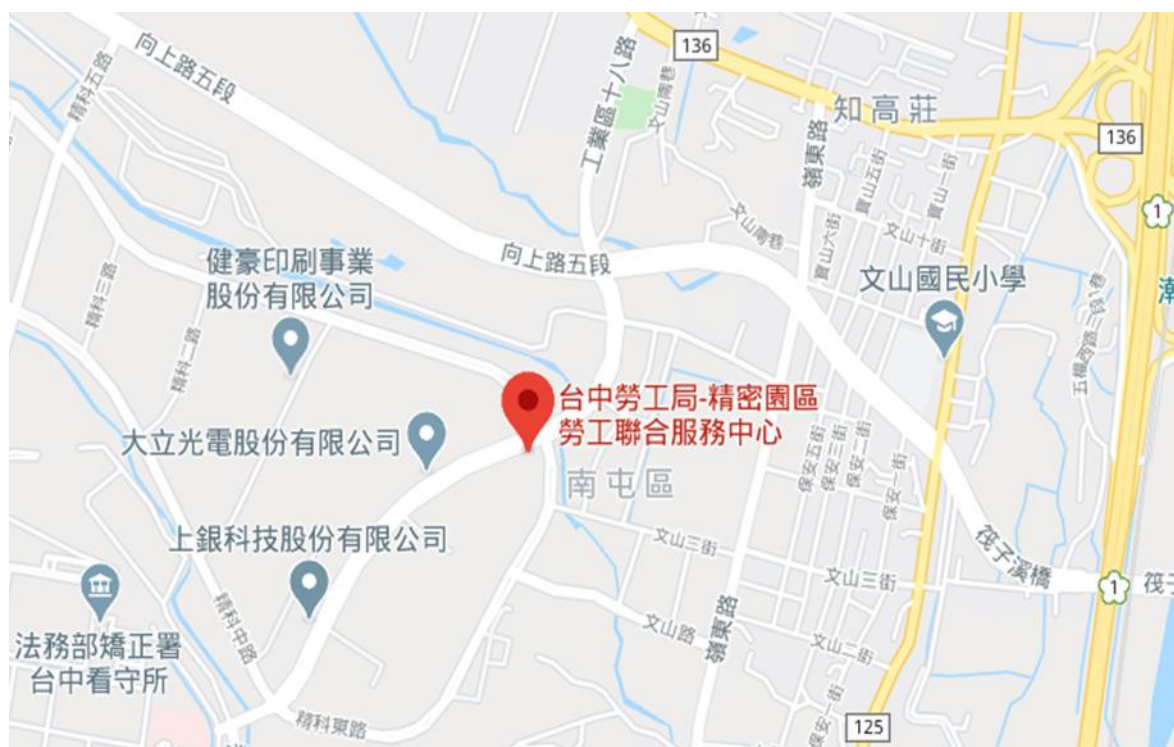 136
向上路五段
精科五路
工業區十八路
文山南巷
知高莊
136
嶺東路
寶山五街
寶山一街
1
文山南巷
寶山六街
文山十街
向上路五段
健豪印刷事業
股份有限公司
文山國民小學
精科三路
精科二路
台中勞工局-精密園區
勞工聯合服務中心
大立光電股份有限公司
南屯區
保安五街
保安三街
保安二街
保安一街
上銀科技股份有限公司
文山三街
筏子溪橋
文山三街
1
筏子
法務部矯正署
台中看守所
精科中路
文山路
嶺東路
文山二街
精科東路
125